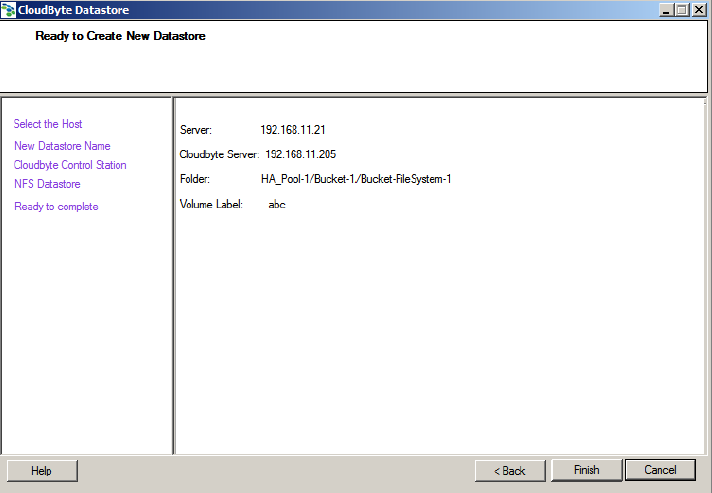 CloudByte Datastore
Ready to Create New Datastore
Select the Host
New Datastore Name
Cloudbyte Control Station
NFS Datastore
Ready to complete
Server: 192.168.11.21
Cloudbyte Server: 192.168.11.205
Folder: HA_Pool-1/Bucket-1/Bucket-FileSystem-1
Volume Label: abc
Help
< Back
Finish
Cancel